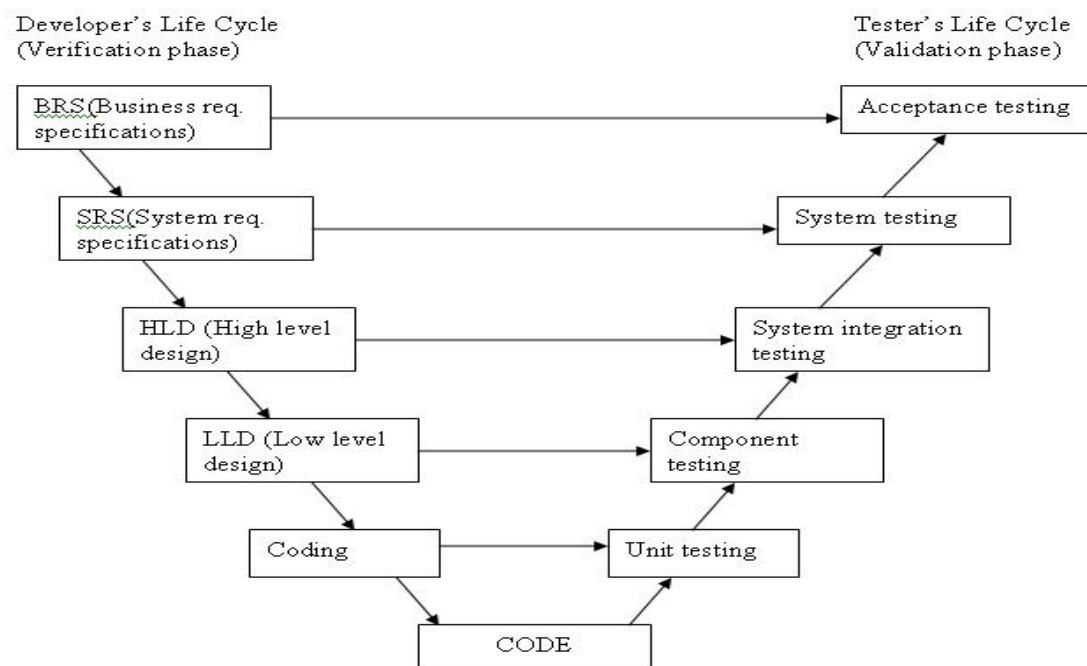 Developer's Life Cycle
(Verification phase)
Tester's Life Cycle
(Validation phase)
BRS(Business req.
specifications)
Acceptance testing
SRS(System req.
specifications)
System testing
HLD (High level
design)
System integration
testing
LLD (Low level
design)
Component
testing
Coding
Unit testing
CODE